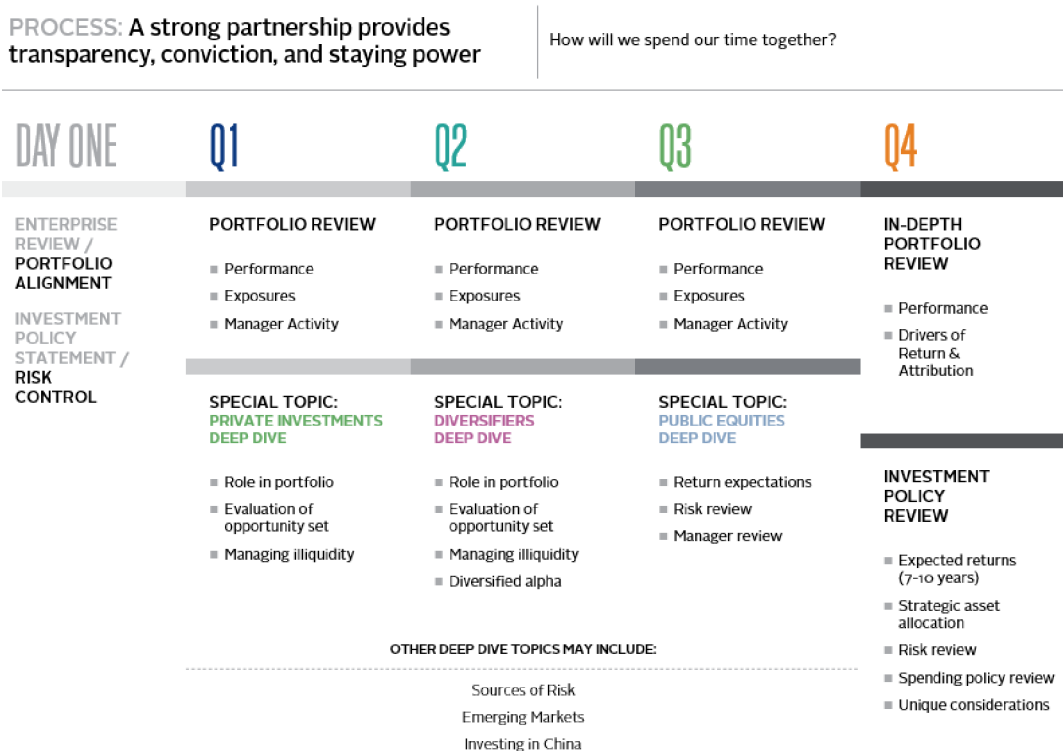 PROCESS: A strong partnership provides
transparency, conviction, and staying power
How will we spend our time together?
DAY ONE
ENTERPRISE
REVIEW /
PORTFOLIO
ALIGNMENT
INVESTMENT
POLICY
STATEMENT /
RISK
CONTROL
Q1
PORTFOLIO REVIEW
Performance
Exposures
Manager Activity
SPECIAL TOPIC:
PRIVATE INVESTMENTS
DEEP DIVE
Role in portfolio
Evaluation of
opportunity set
Managing illiquidity
Q2
PORTFOLIO REVIEW
Performance
Exposures
Manager Activity
SPECIAL TOPIC:
DIVERSIFIERS
DEEP DIVE
Role in portfolio
Evaluation of
opportunity set
Managing illiquidity
Diversified alpha
Q3
PORTFOLIO REVIEW
Performance
Exposures
Manager Activity
SPECIAL TOPIC:
PUBLIC EQUITIES
DEEP DIVE
Return expectations
Risk review
Manager review
OTHER DEEP DIVE TOPICS MAY INCLUDE:
Sources of Risk
Emerging Markets
Investing in China
Q4
IN-DEPTH
PORTFOLIO
REVIEW
Performance
Drivers of
Return &
Attribution
INVESTMENT
POLICY
REVIEW
Expected returns
(7-10 years)
Strategic asset
allocation
Risk review
Spending policy review
Unique considerations